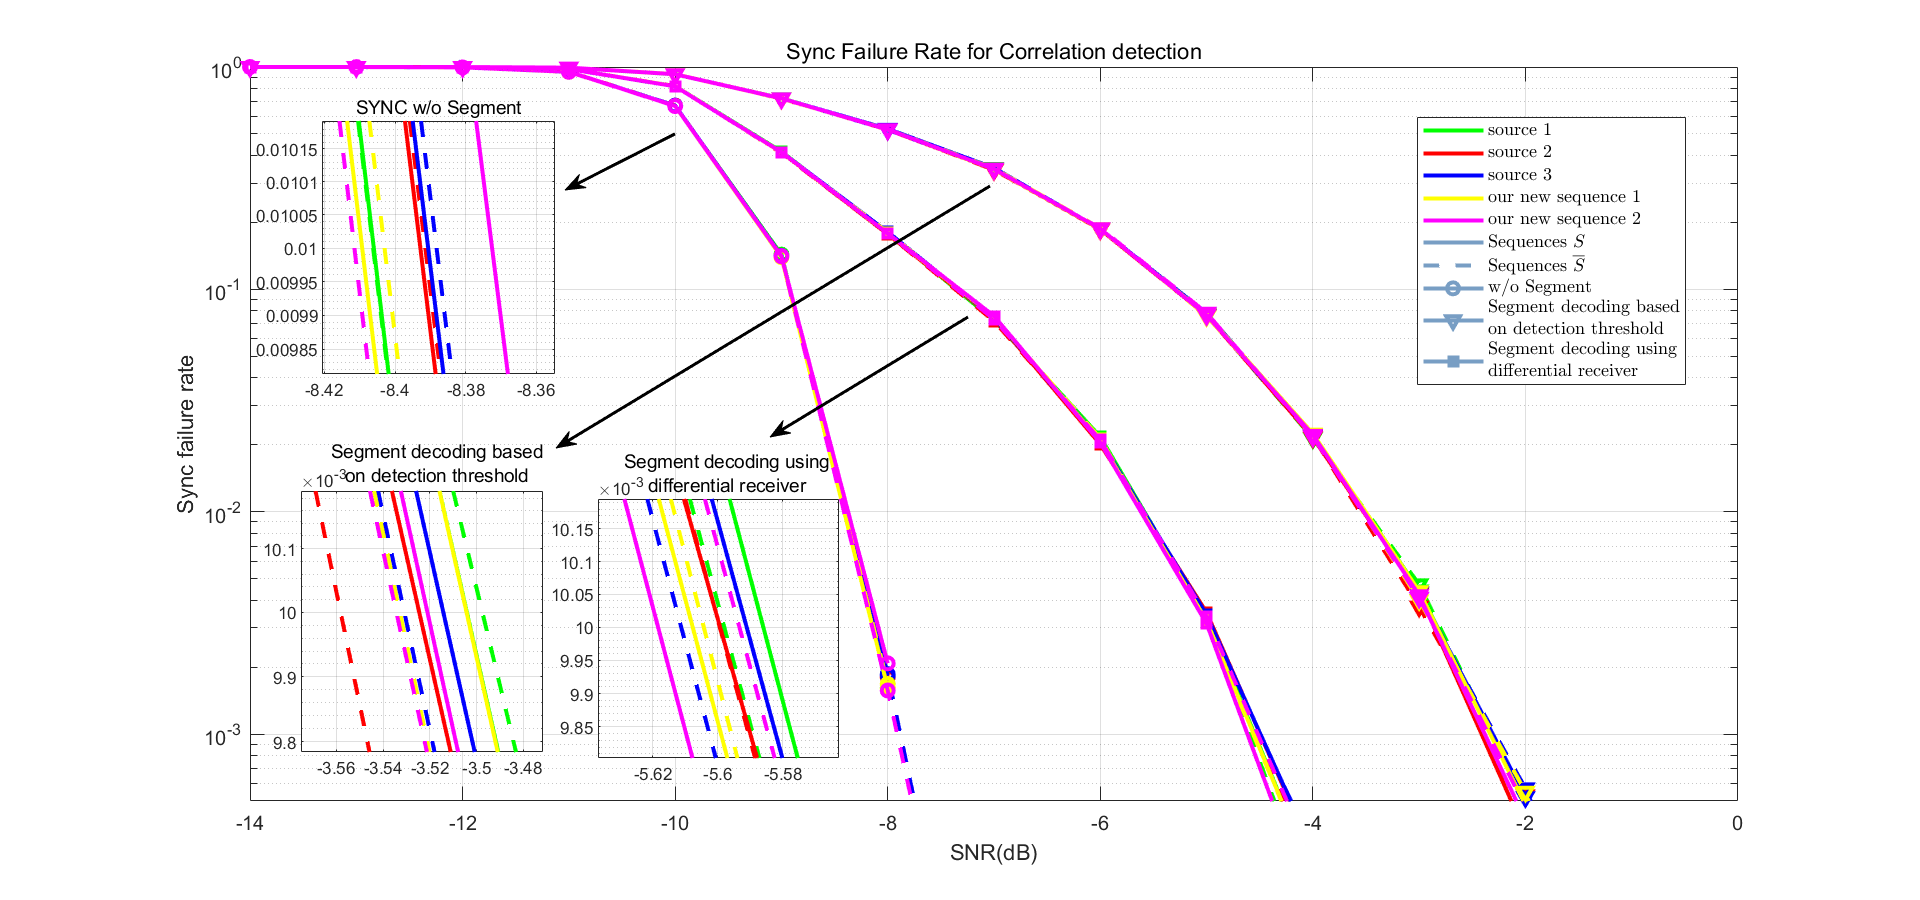 Sync Failure Rate for Correlation detection
10^0
10^-1
10^-2
10^-3
Sync failure rate
-14
-12
-10
-8
-6
-4
-2
0
SNR(dB)
SYNC w/o Segment
0.01015
0.0101
0.01005
0.01
0.00995
0.0099
0.00985
-8.42
-8.4
-8.38
-8.36
Segment decoding based
on detection threshold
×10^-3
10.1
10
9.9
9.8
-3.56
-3.54
-3.52
-3.5
-3.48
Segment decoding using
differential receiver
×10^-3
10.15
10.1
10.05
10
9.95
9.9
9.85
-5.62
-5.6
-5.58
source 1
source 2
source 3
our new sequence 1
our new sequence 2
Sequences S
Sequences S̅
w/o Segment
Segment decoding based
on detection threshold
Segment decoding using
differential receiver